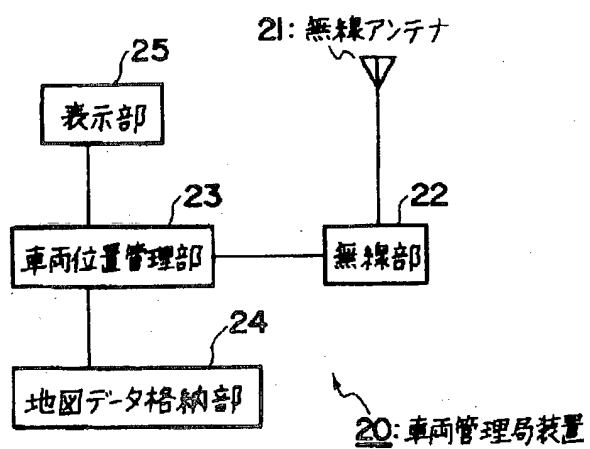 21：無線アンテナ
25
表示部
23
22
車両位置管理部
無線部
24
地図データ格納部
20：車両管理局装置